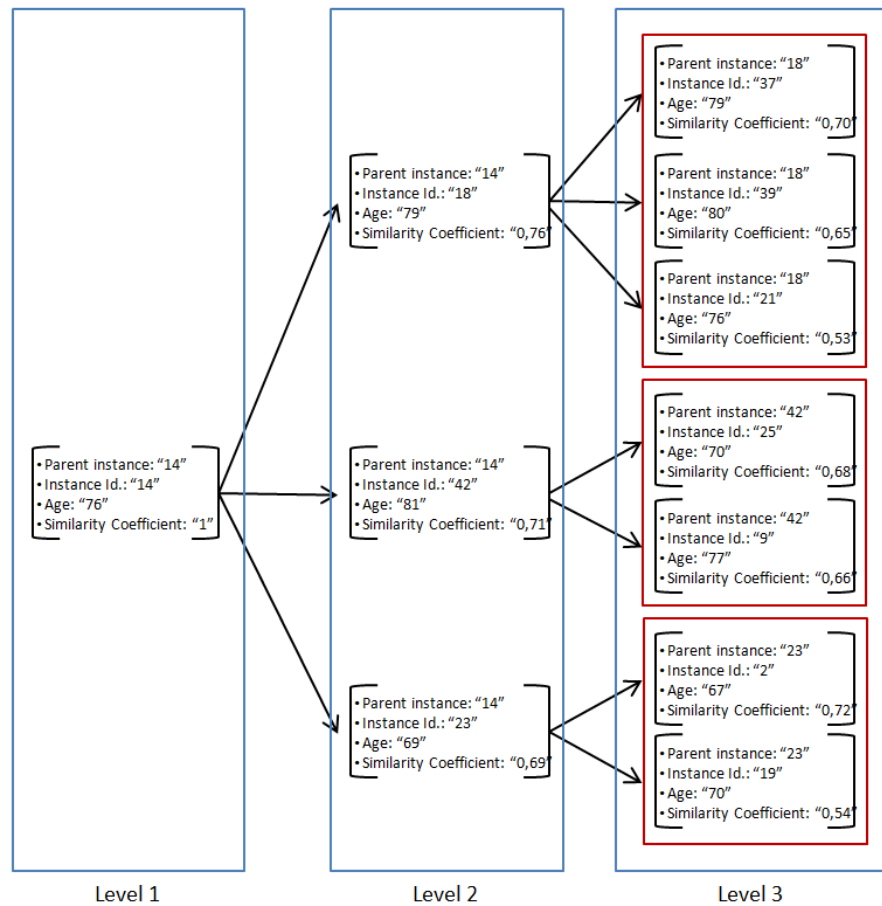 • Parent instance: “14”
• Instance Id.: “14”
• Age: “76”
• Similarity Coefficient: “1”
• Parent instance: “14”
• Instance Id.: “18”
• Age: “79”
• Similarity Coefficient: “0,76”
• Parent instance: “14”
• Instance Id.: “42”
• Age: “81”
• Similarity Coefficient: “0,71”
• Parent instance: “14”
• Instance Id.: “23”
• Age: “69”
• Similarity Coefficient: “0,69”
• Parent instance: “18”
• Instance Id.: “37”
• Age: “79”
• Similarity Coefficient: “0,70”
• Parent instance: “18”
• Instance Id.: “39”
• Age: “80”
• Similarity Coefficient: “0,65”
• Parent instance: “18”
• Instance Id.: “21”
• Age: “76”
• Similarity Coefficient: “0,53”
• Parent instance: “42”
• Instance Id.: “25”
• Age: “70”
• Similarity Coefficient: “0,68”
• Parent instance: “42”
• Instance Id.: “9”
• Age: “77”
• Similarity Coefficient: “0,66”
• Parent instance: “23”
• Instance Id.: “2”
• Age: “67”
• Similarity Coefficient: “0,72”
• Parent instance: “23”
• Instance Id.: “19”
• Age: “70”
• Similarity Coefficient: “0,54”
Level 1
Level 2
Level 3